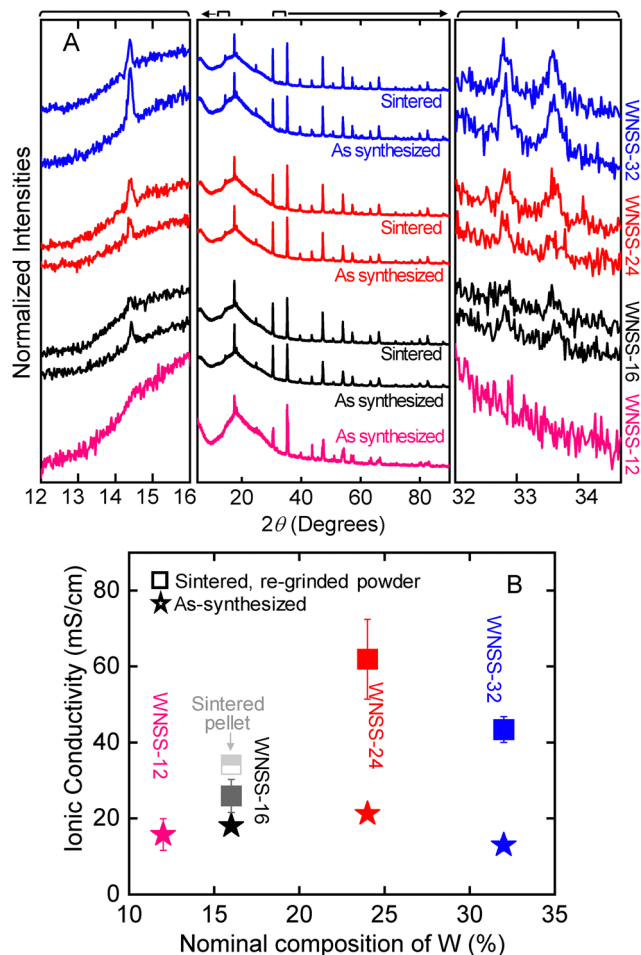 A
Normalized Intensities
Sintered
As synthesized
Sintered
As synthesized
Sintered
As synthesized
As synthesized
WNSS-32
WNSS-24
WNSS-16
WNSS-12
12 13 14 15 16
20 40 60 80
32 33 34
2θ (Degrees)
B
Ionic Conductivity (mS/cm)
80
60
40
20
0
Sintered, re-grinded powder
As-synthesized
WNSS-12
Sintered
pellet
WNSS-16
WNSS-24
WNSS-32
10 15 20 25 30 35
Nominal composition of W (%)